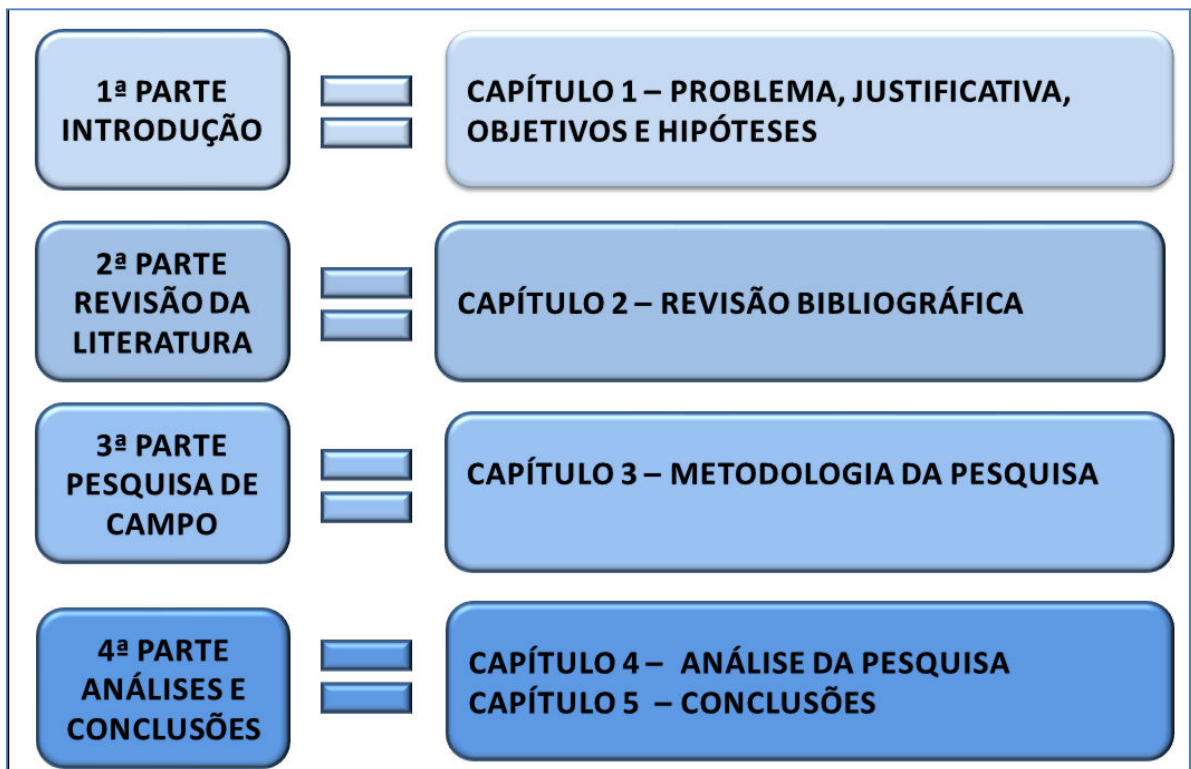 1ª PARTE
INTRODUÇÃO
CAPÍTULO 1 – PROBLEMA, JUSTIFICATIVA,
OBJETIVOS E HIPÓTESES
2ª PARTE
REVISÃO DA
LITERATURA
CAPÍTULO 2 – REVISÃO BIBLIOGRÁFICA
3ª PARTE
PESQUISA DE
CAMPO
CAPÍTULO 3 – METODOLOGIA DA PESQUISA
4ª PARTE
ANÁLISES E
CONCLUSÕES
CAPÍTULO 4 – ANÁLISE DA PESQUISA
CAPÍTULO 5 – CONCLUSÕES